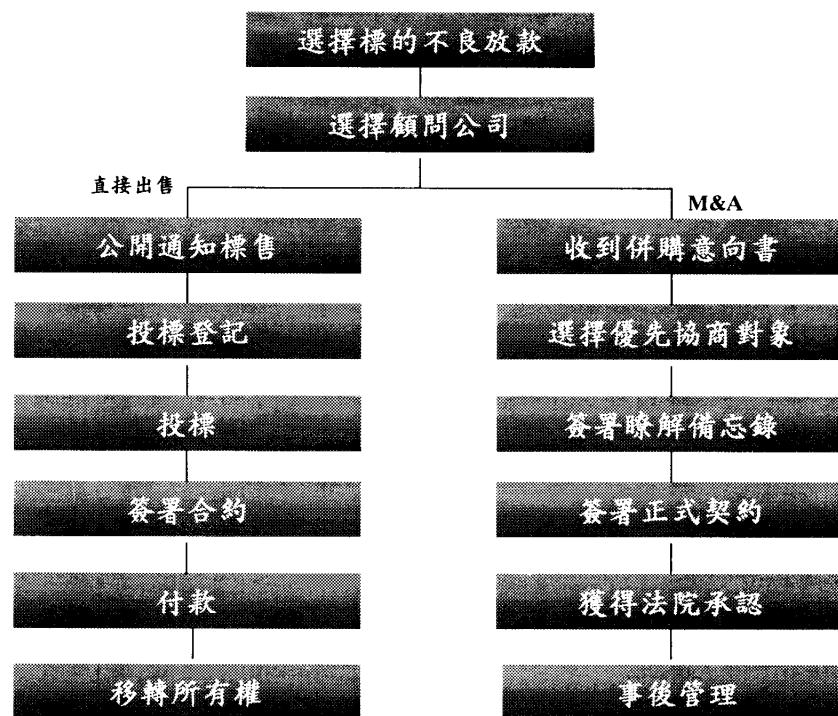 選擇標的不良放款
選擇顧問公司
直接出售
公開通知標售
投標登記
投標
簽署合約
付款
移轉所有權
M&A
收到併購意向書
選擇優先協商對象
簽署瞭解備忘錄
簽署正式契約
獲得法院承認
事後管理